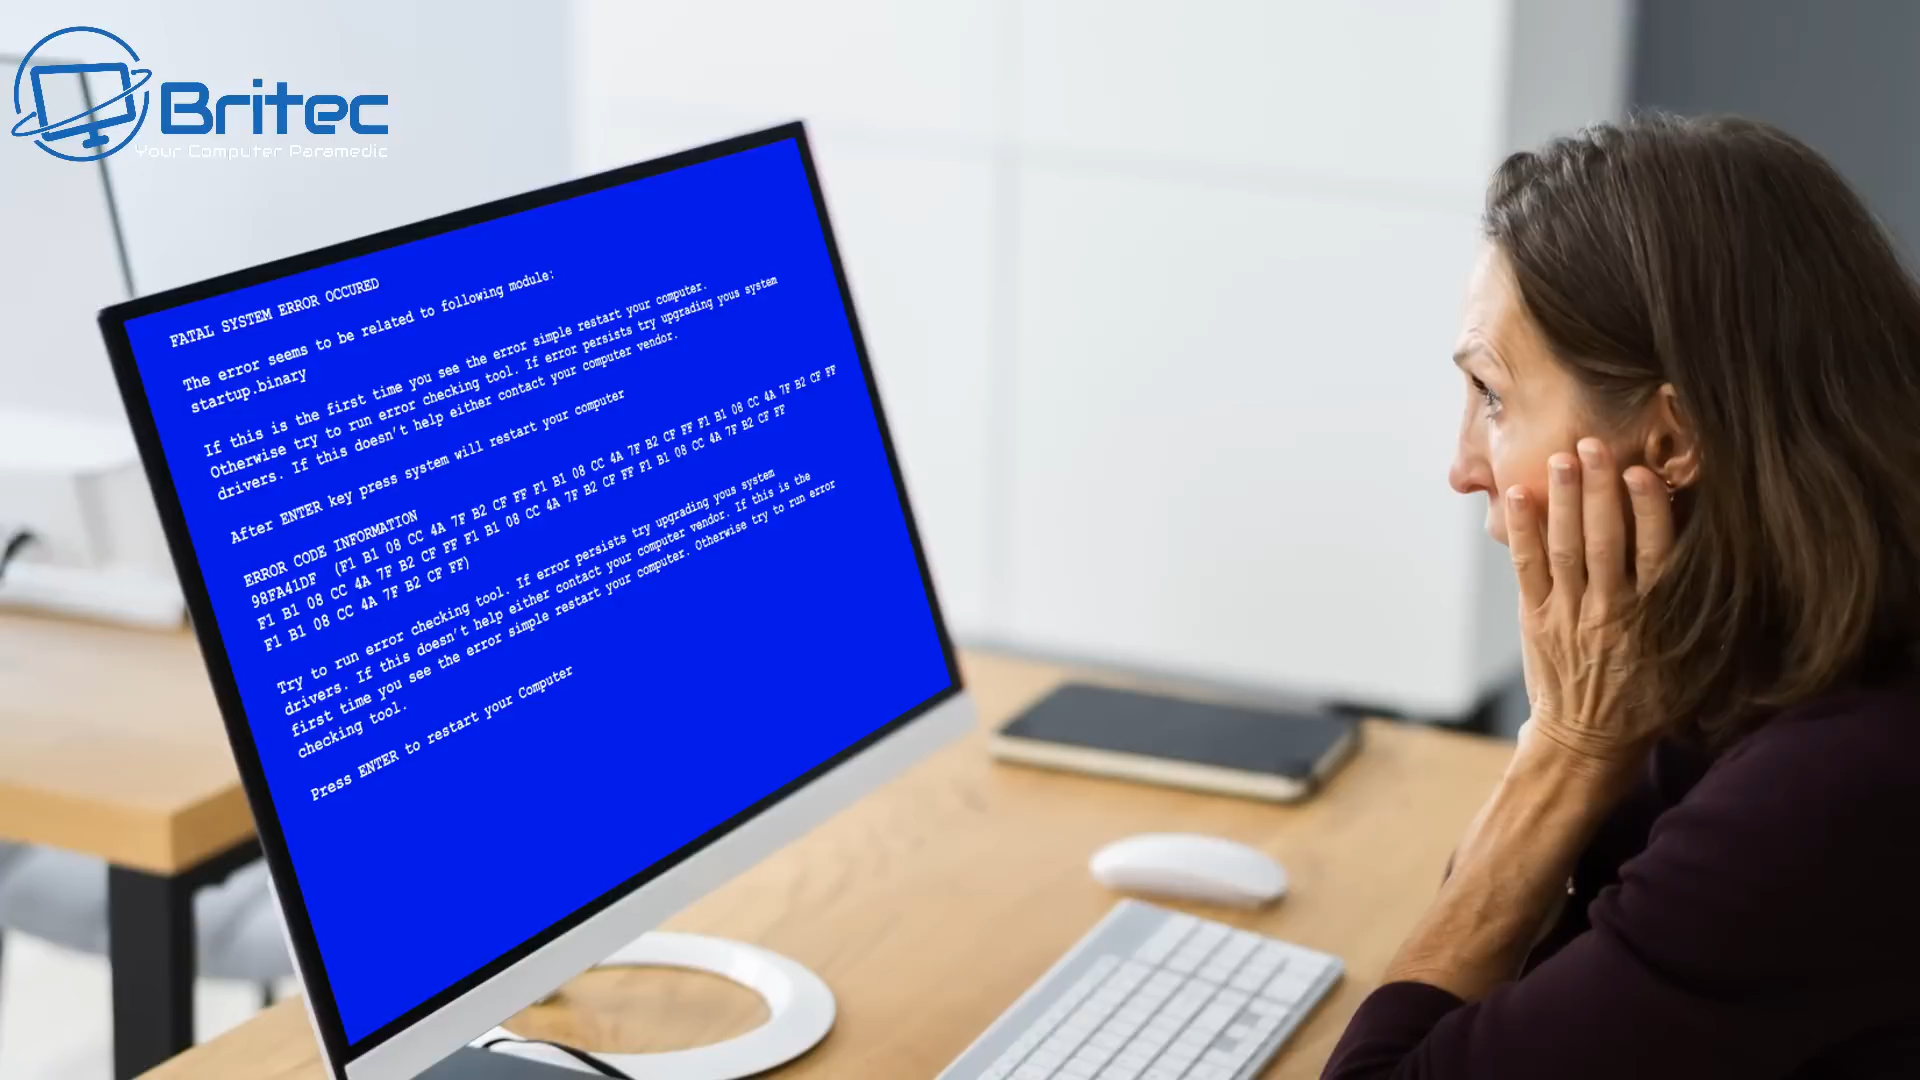 Britec
Your Computer Paramedic
FATAL SYSTEM ERROR OCCURED
The error seems to be related to following module:
startup.binary
If this is the first time you see the error simple restart your computer.
Otherwise try to run error checking tool. If error persists try upgrading yous system
drivers. If this doesn't help either contact your computer vendor.
After ENTER key press system will restart your computer
ERROR CODE INFORMATION
98FA41DF (F1 B1 08 CC 4A 7F B2 CF FF F1 B1 08 CC 4A 7F B2 CF FF F1 B1 08 CC 4A 7F B2 CF FF
F1 B1 08 CC 4A 7F B2 CF FF F1 B1 08 CC 4A 7F B2 CF FF F1 B1 08 CC 4A 7F B2 CF FF
F1 B1 08 CC 4A 7F B2 CF FF)
Try to run error checking tool. If error persists try upgrading yous system
drivers. If this doesn't help either contact your computer vendor. If this is the
first time you see the error simple restart your computer. Otherwise try to run error
checking tool.
Press ENTER to restart your Computer